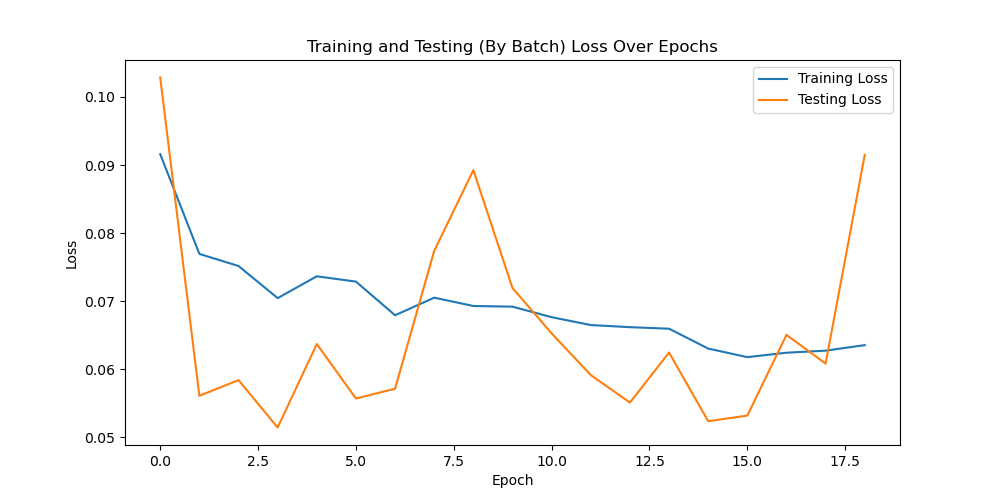 Training and Testing (By Batch) Loss Over Epochs
Training Loss
Testing Loss
Loss
0.10
0.09
0.08
0.07
0.06
0.05
0.0 2.5 5.0 7.5 10.0 12.5 15.0 17.5
Epoch